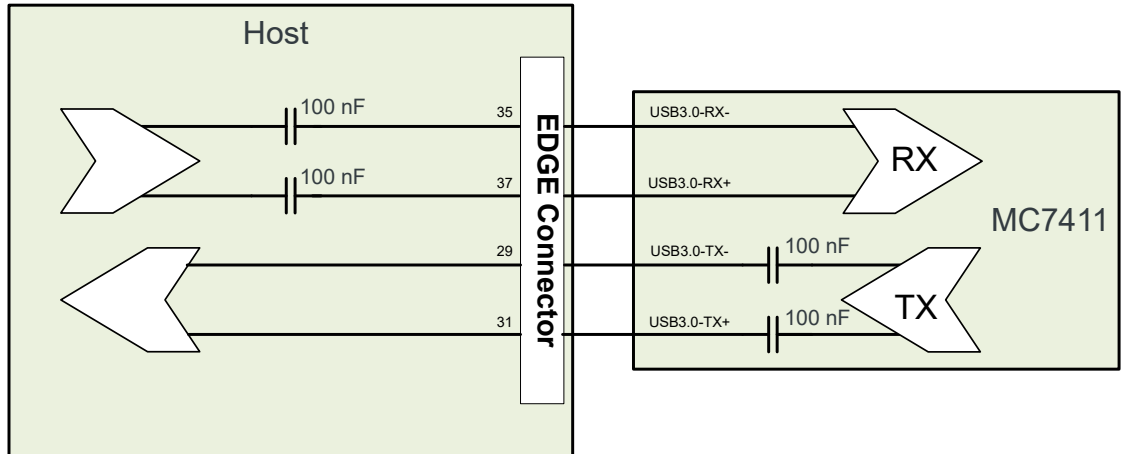 Host
100 nF
35
USB3.0-RX-
100 nF
37
USB3.0-RX+
RX
EDGE Connector
MC7411
29
USB3.0-TX-
100 nF
31
USB3.0-TX+
100 nF
TX